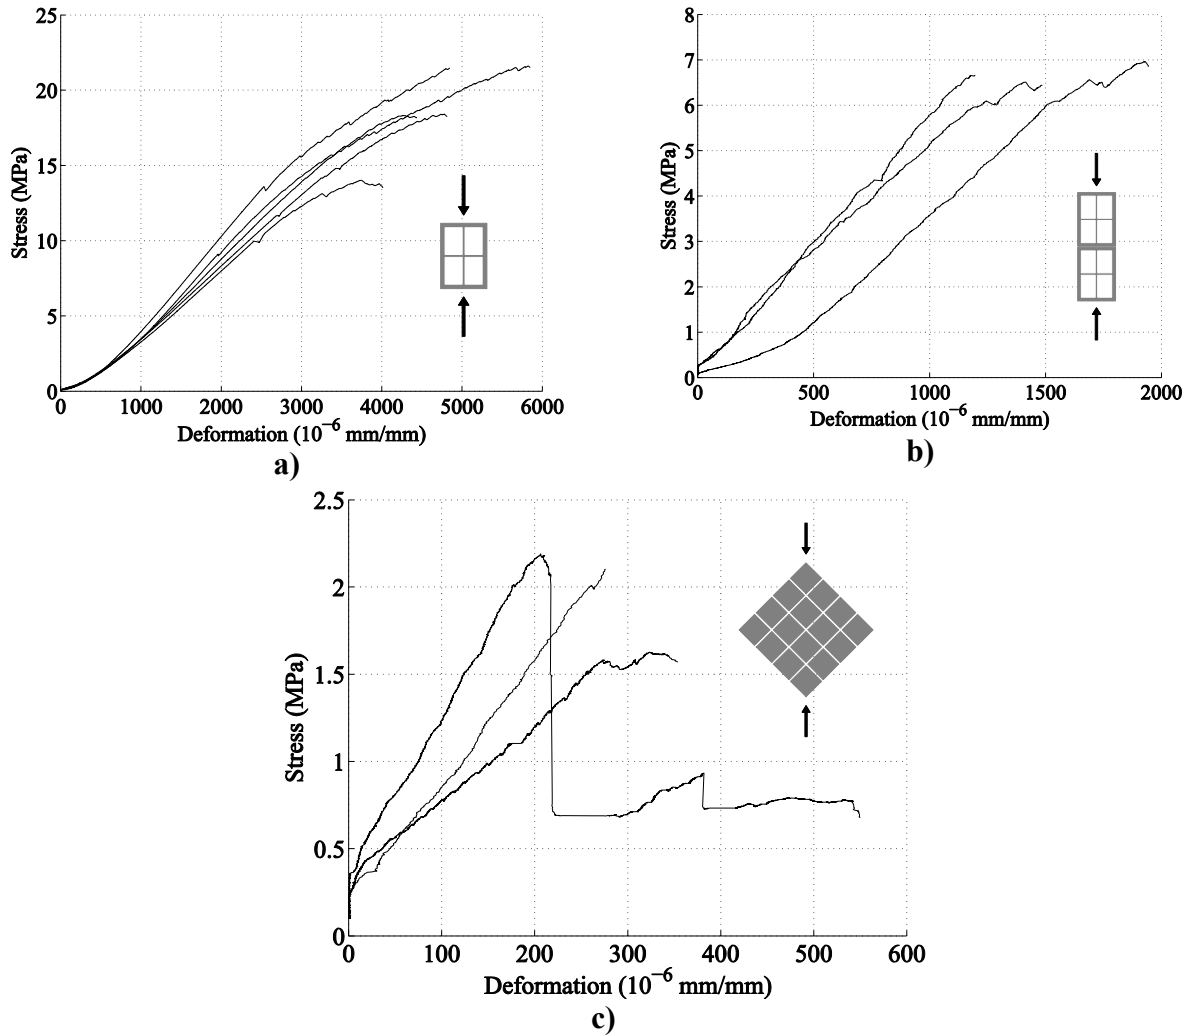 25
20
15
10
5
0
Stress (MPa)
0 1000 2000 3000 4000 5000 6000
Deformation (10⁻⁶ mm/mm)
a)
8
7
6
5
4
3
2
1
0
Stress (MPa)
0 500 1000 1500 2000
Deformation (10⁻⁶ mm/mm)
b)
2.5
2
1.5
1
0.5
0
Stress (MPa)
0 100 200 300 400 500 600
Deformation (10⁻⁶ mm/mm)
c)